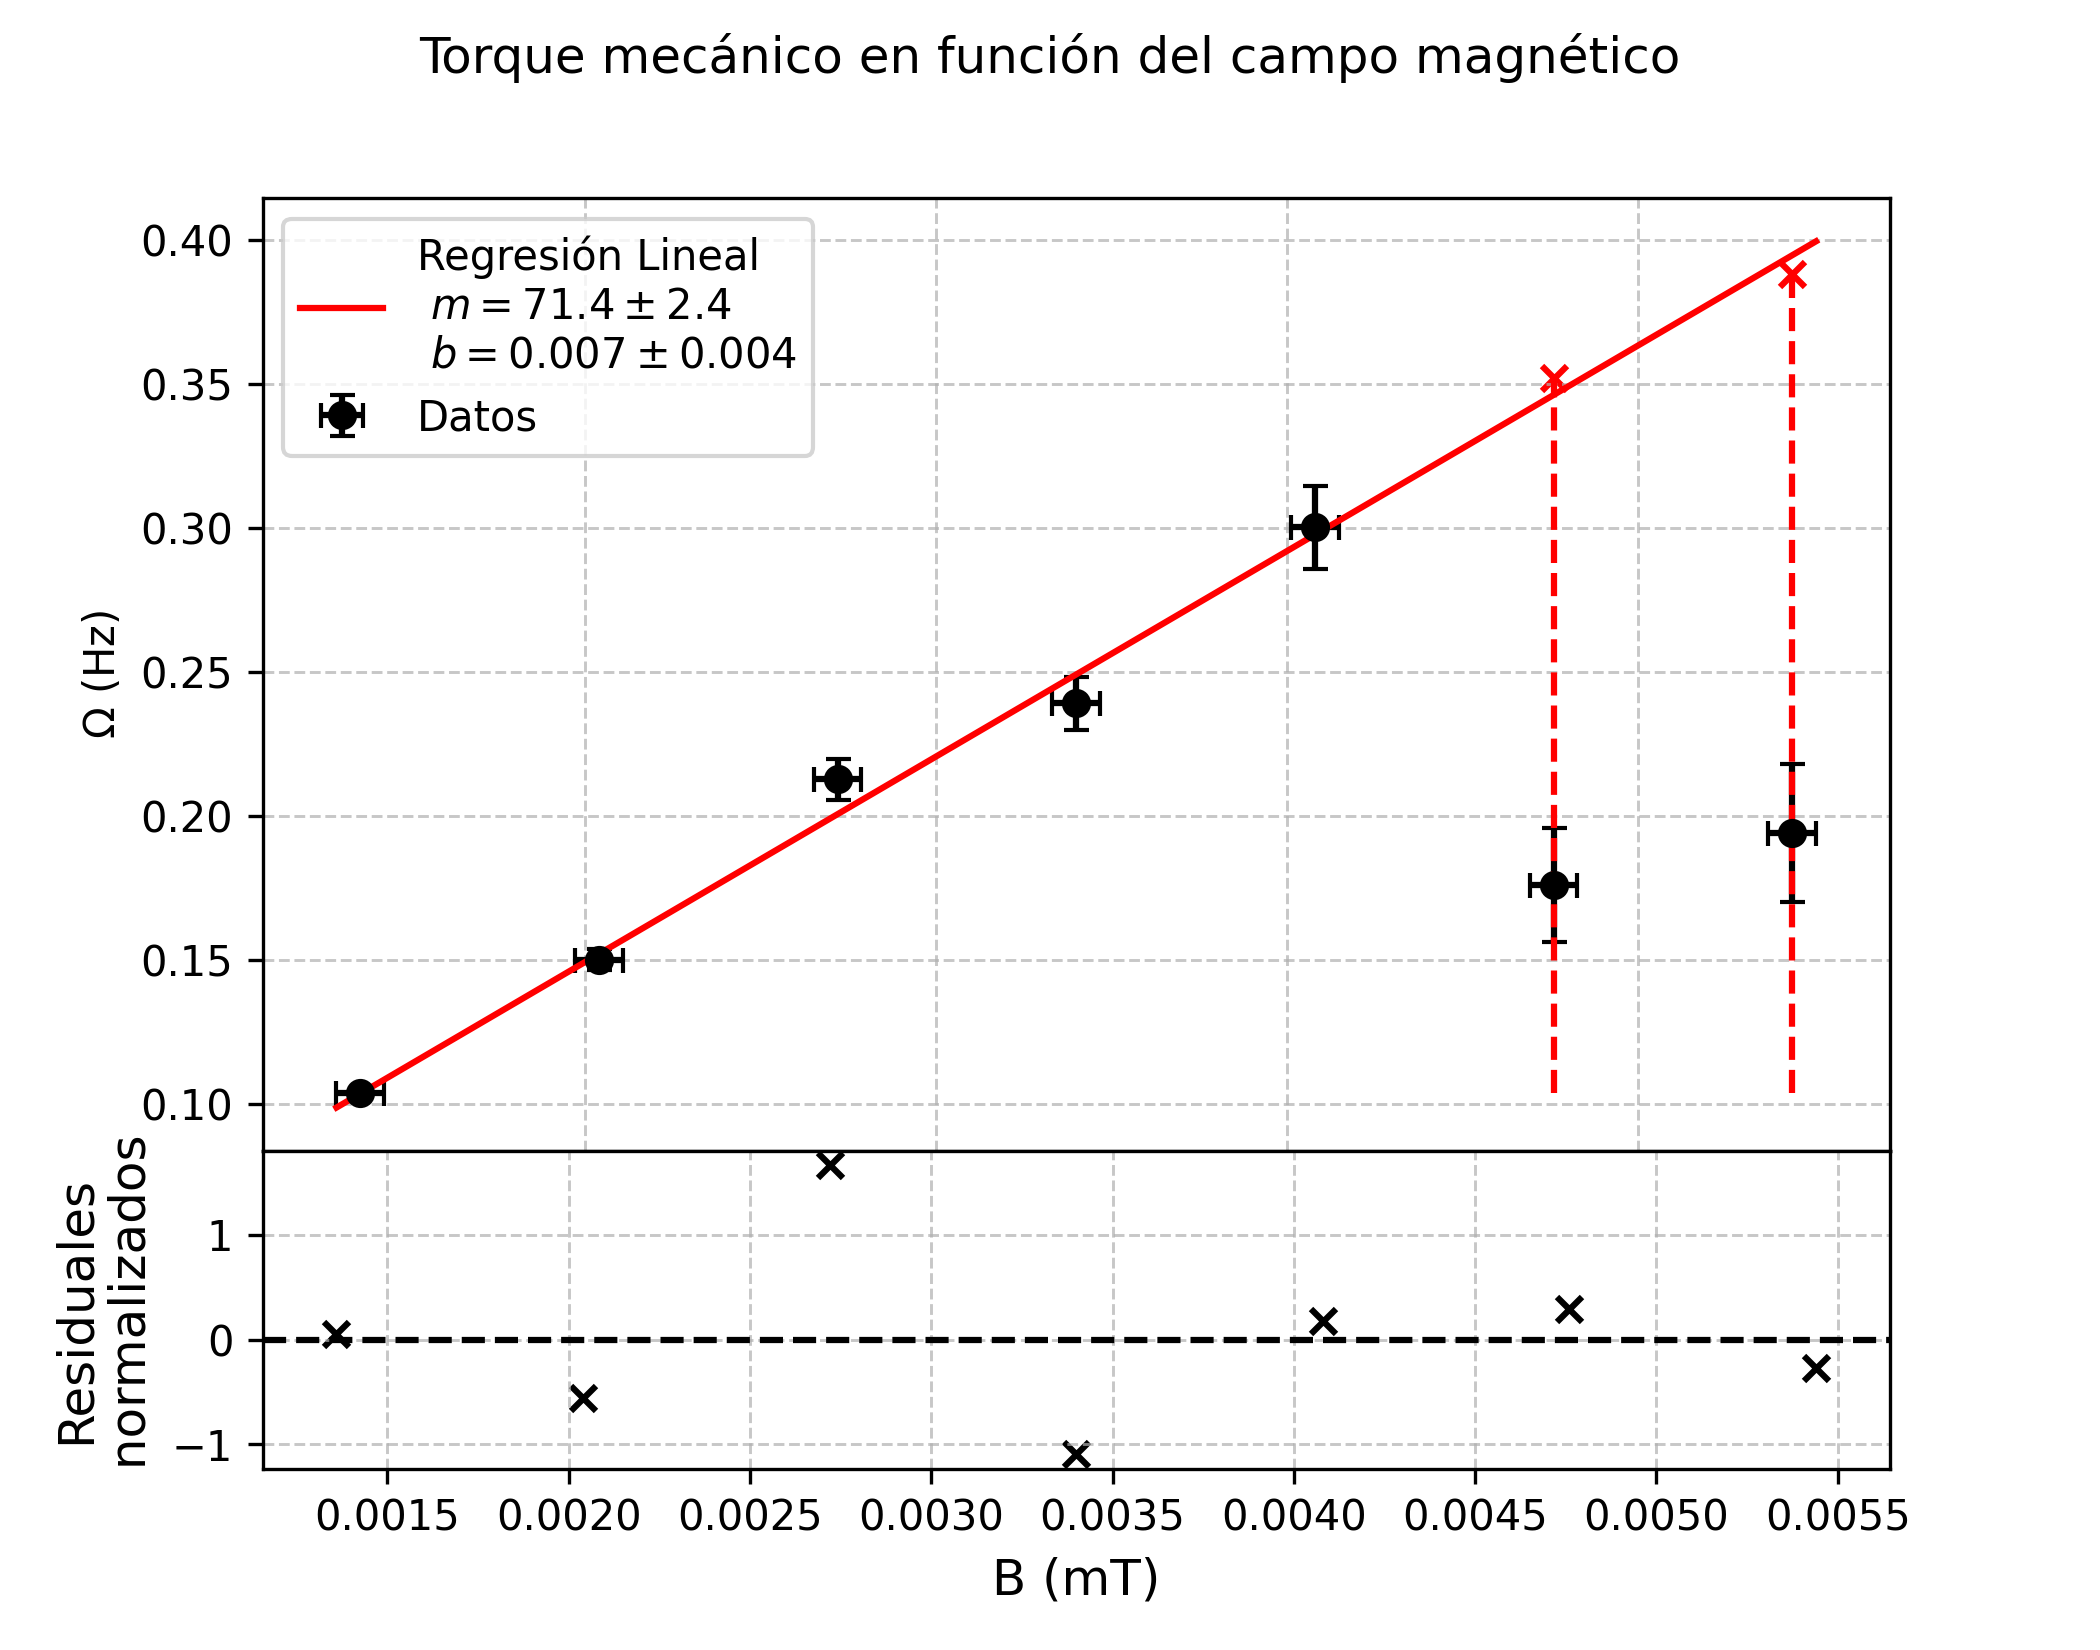 Torque mecánico en función del campo magnético
Regresión Lineal
m = 71.4 ± 2.4
b = 0.007 ± 0.004
Datos
Ω (Hz)
0.40
0.35
0.30
0.25
0.20
0.15
0.10
Residuales
normalizados
1
0
−1
0.0015 0.0020 0.0025 0.0030 0.0035 0.0040 0.0045 0.0050 0.0055
B (mT)